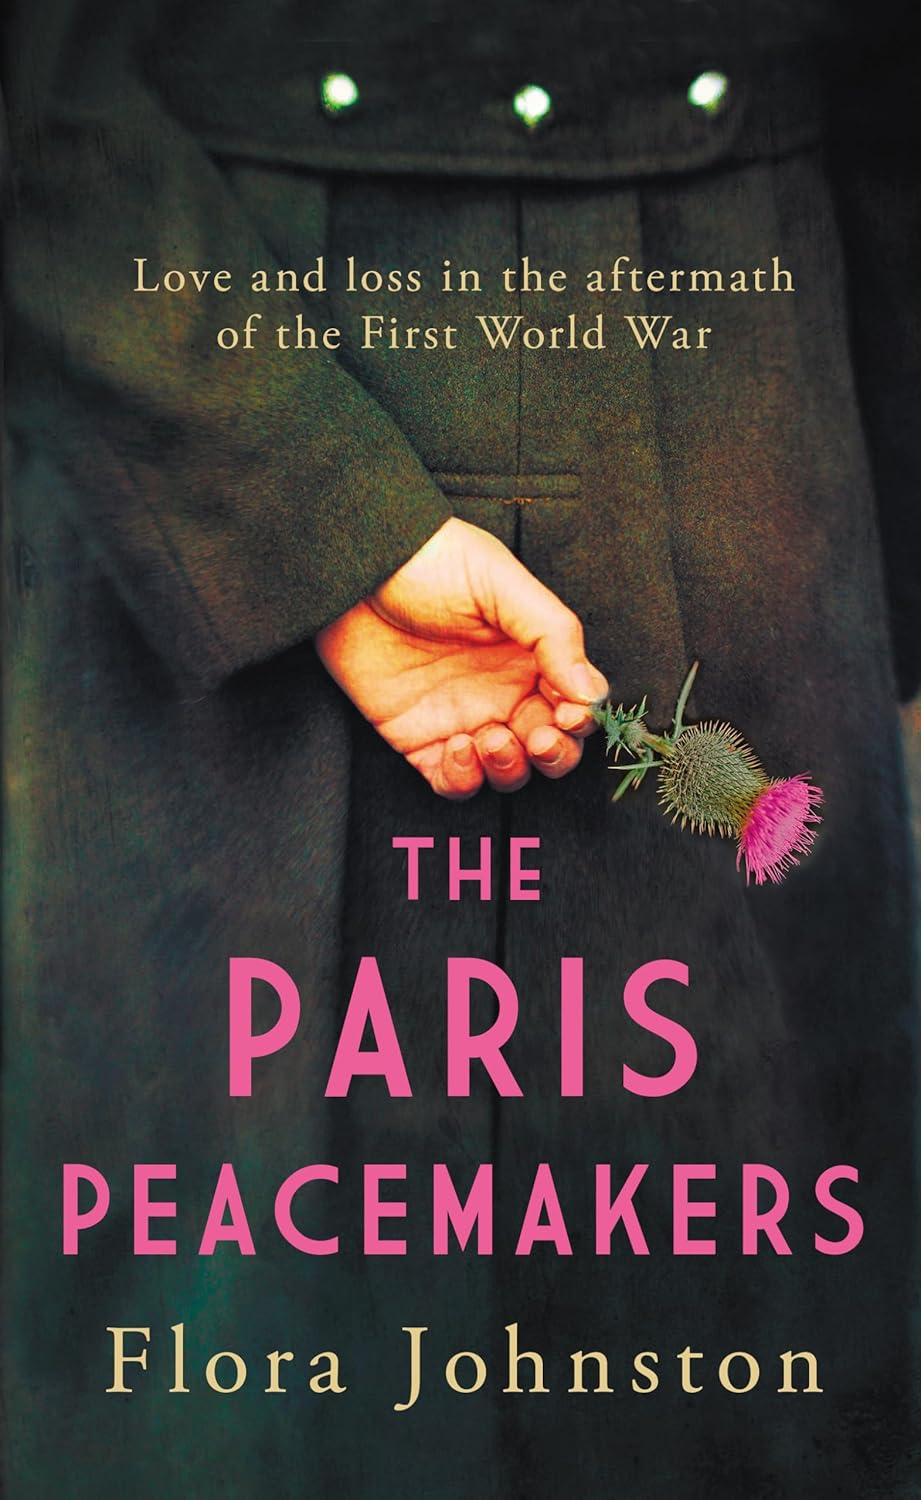 Love and loss in the aftermath
of the First World War
THE
PARIS
PEACEMAKERS
Flora Johnston